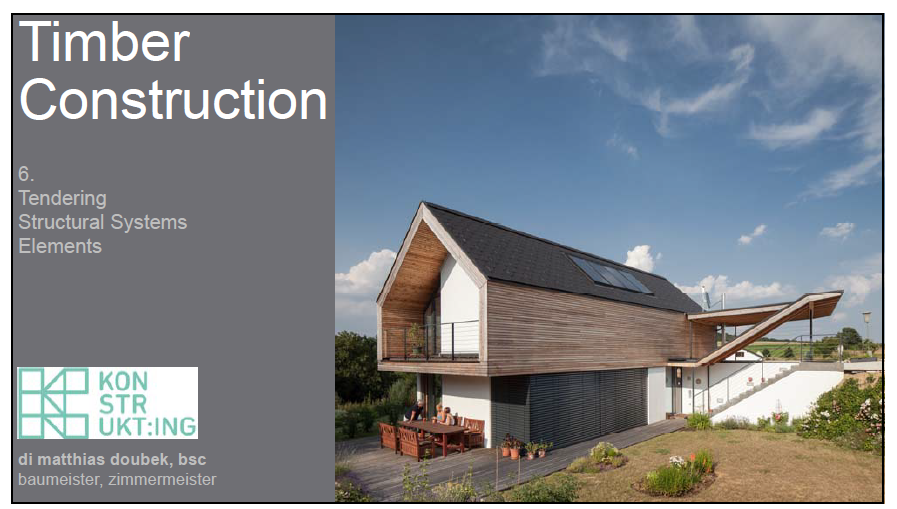 Timber
Construction
6.
Tendering
Structural Systems
Elements
KON
STR
UKT:ING
di matthias doubek, bsc
baumeister, zimmermeister